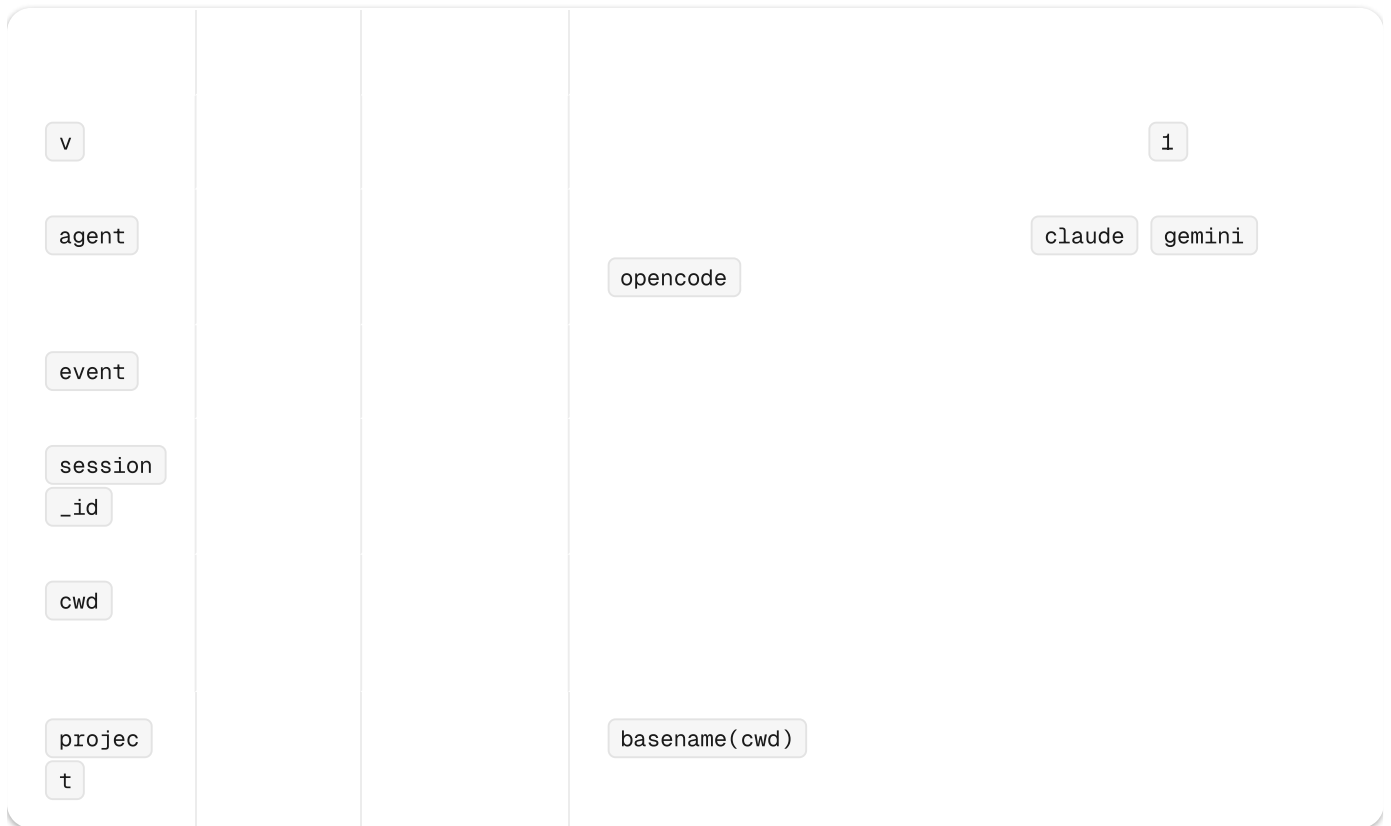 v 1
agent claude gemini
opencode
event
session
_id
cwd
projec basename(cwd)
t